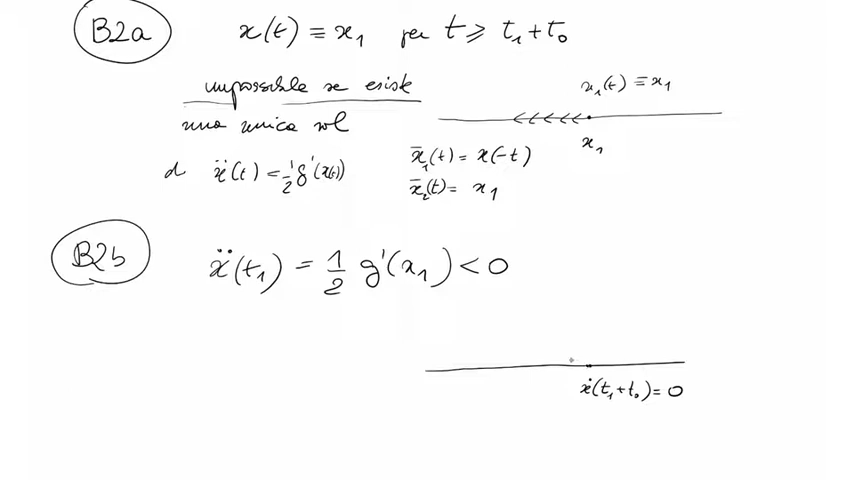 B2a x(t) ≡ x₁ per t ⩾ t₁ + t₀
impossibile se esiste
una unica sol
d ẍ(t) = ½ g'(x(t))
x₁(t) ≡ x₁
x₁
x̄₁(t) = x(-t)
x̄₂(t) = x₁
B2b ẍ(t₁) = ½ g'(x₁) < 0
ẋ(t₁+t₀) = 0